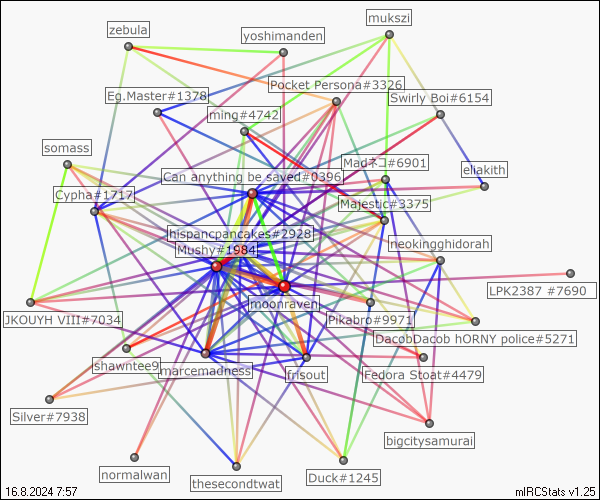 mukszi
zebula
yoshimanden
Pocket Persona#3326
Eg.Master#1378
Swirly Boi#6154
ming#4742
somass
Madネコ#6901
eliakith
Can anything be saved#0396
Cypha#1717
Majestic#3375
hispancpancakes#2928
neokingghidorah
Mushy#1984
LPK2387 #7690
moonraven
JKOUYH VIII#7034
Pikabro#9971
DacobDacob hORNY police#5271
shawntee9
marcemadness
frisout
Fedora Stoat#4479
Silver#7938
bigcitysamurai
normalwan
thesecondtwat
Duck#1245
16.8.2024 7:57
mIRCStats v1.25